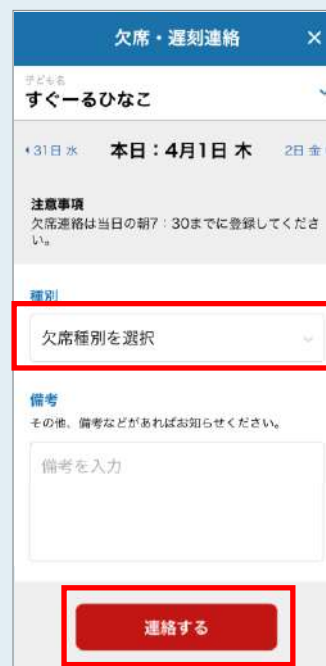 欠席・遅刻連絡 ×
子ども名
すぐーるひなこ
31日 水 本日：4月1日 木 2日 金
注意事項
欠席連絡は当日の朝7：30までに登録してくださ
い。
種別
欠席種別を選択
備考
その他、備考などがあればお知らせください。
備考を入力
連絡する